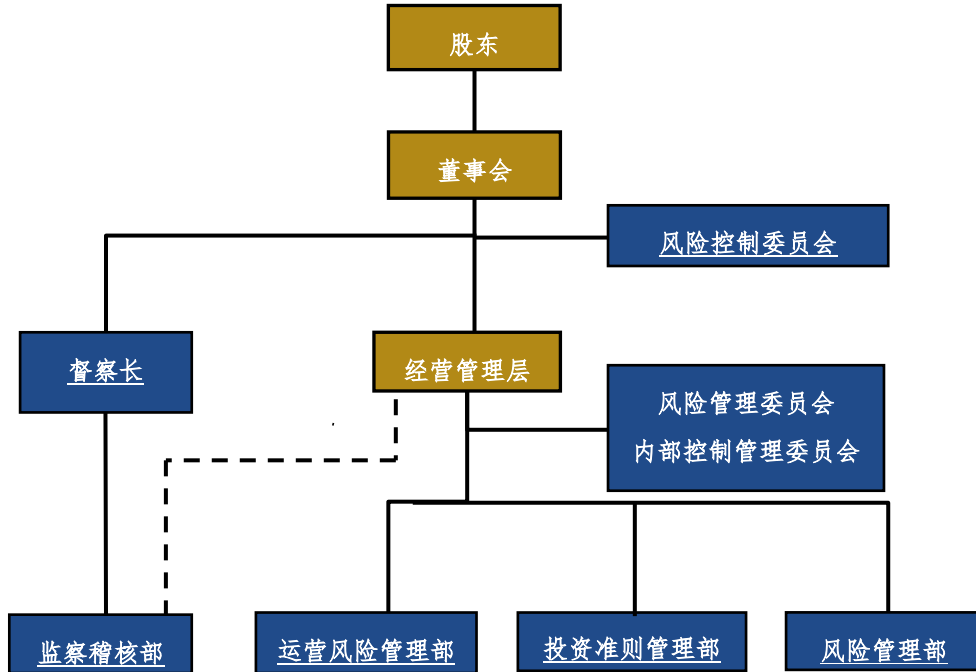 股东
董事会
风险控制委员会
督察长
经营管理层
风险管理委员会
内部控制管理委员会
监察稽核部
运营风险管理部
投资准则管理部
风险管理部